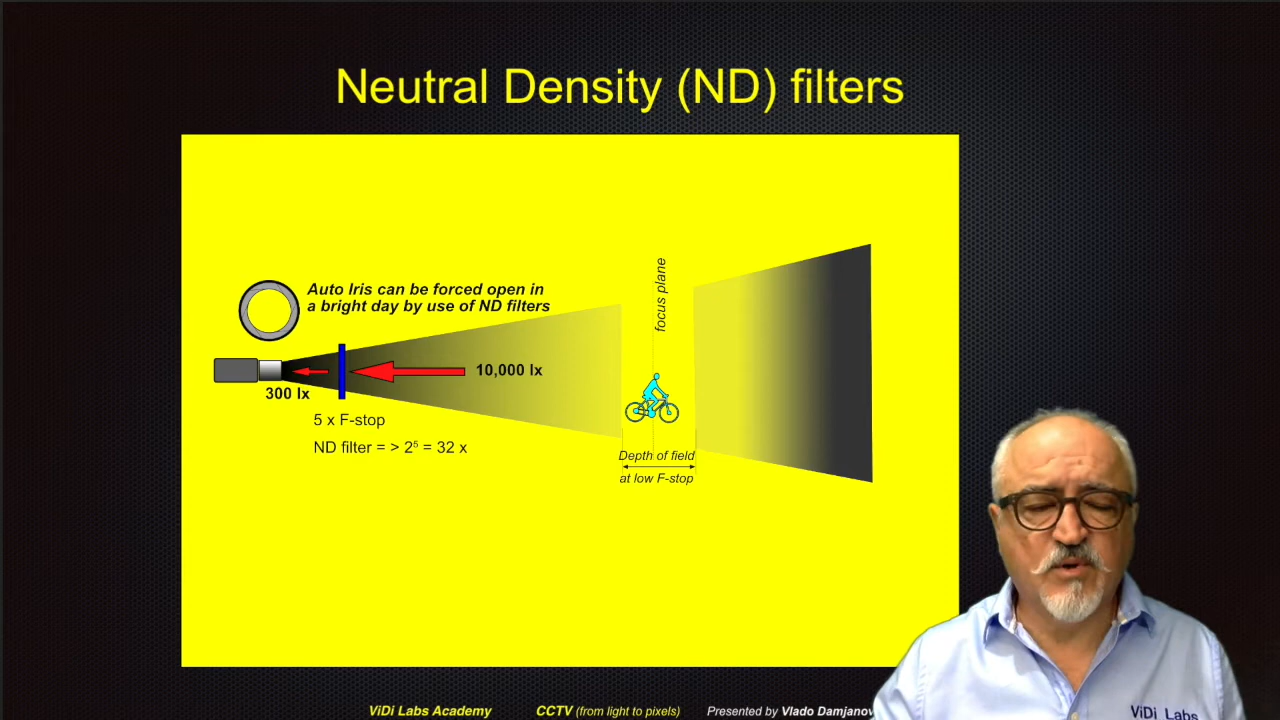 Neutral Density (ND) filters
Auto Iris can be forced open in
a bright day by use of ND filters
focus plane
10,000 lx
300 lx
5 x F-stop
ND filter = > 2⁵ = 32 x
Depth of field
at low F-stop
ViDi Labs
ViDi Labs Academy CCTV (from light to pixels) Presented by Vlado Damjanov